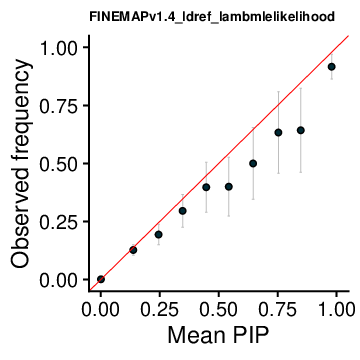 FINEMAPv1.4_ldref_lambmlelikelihood
Observed frequency
1.00
0.75
0.50
0.25
0.00
0.00 0.25 0.50 0.75 1.00
Mean PIP